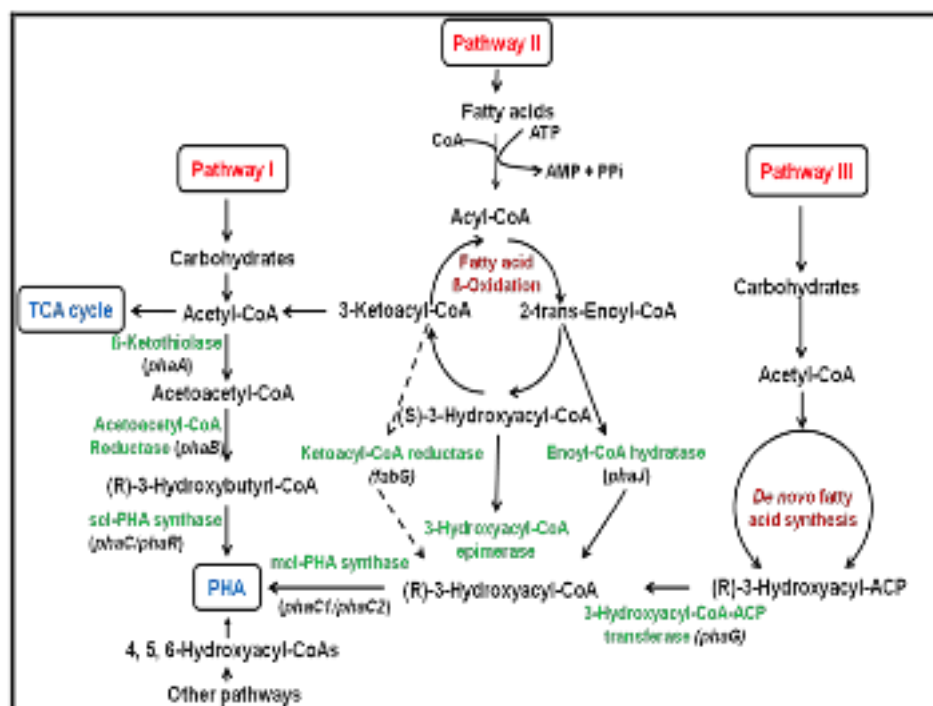 Pathway II
Fatty acids
CoA
ATP
AMP + PPi
Acyl-CoA
Fatty acid
ß-Oxidation
3-Ketoacyl-CoA
2-trans-Enoyl-CoA
(S)-3-Hydroxyacyl-CoA
Ketoacyl-CoA reductase
(fabG)
Enoyl-CoA hydratase
(phaJ)
3-Hydroxyacyl-CoA
epimerase
(R)-3-Hydroxyacyl-CoA
Pathway I
Carbohydrates
TCA cycle
Acetyl-CoA
ß-Ketothiolase
(phaA)
Acetoacetyl-CoA
Acetoecetyl-CoA
Reductase (phaB)
(R)-3-Hydroxybutyrl-CoA
scl-PHA synthase
(phaC/phaR)
mcl-PHA synthase
(phaC1/phaC2)
PHA
4, 5, 6-Hydroxyacyl-CoAs
Other pathways
Pathway III
Carbohydrates
Acetyl-CoA
De novo fatty
acid synthesis
(R)-3-Hydroxyacyl-ACP
3-Hydroxyacyl-CoA-ACP
transferase (phaG)